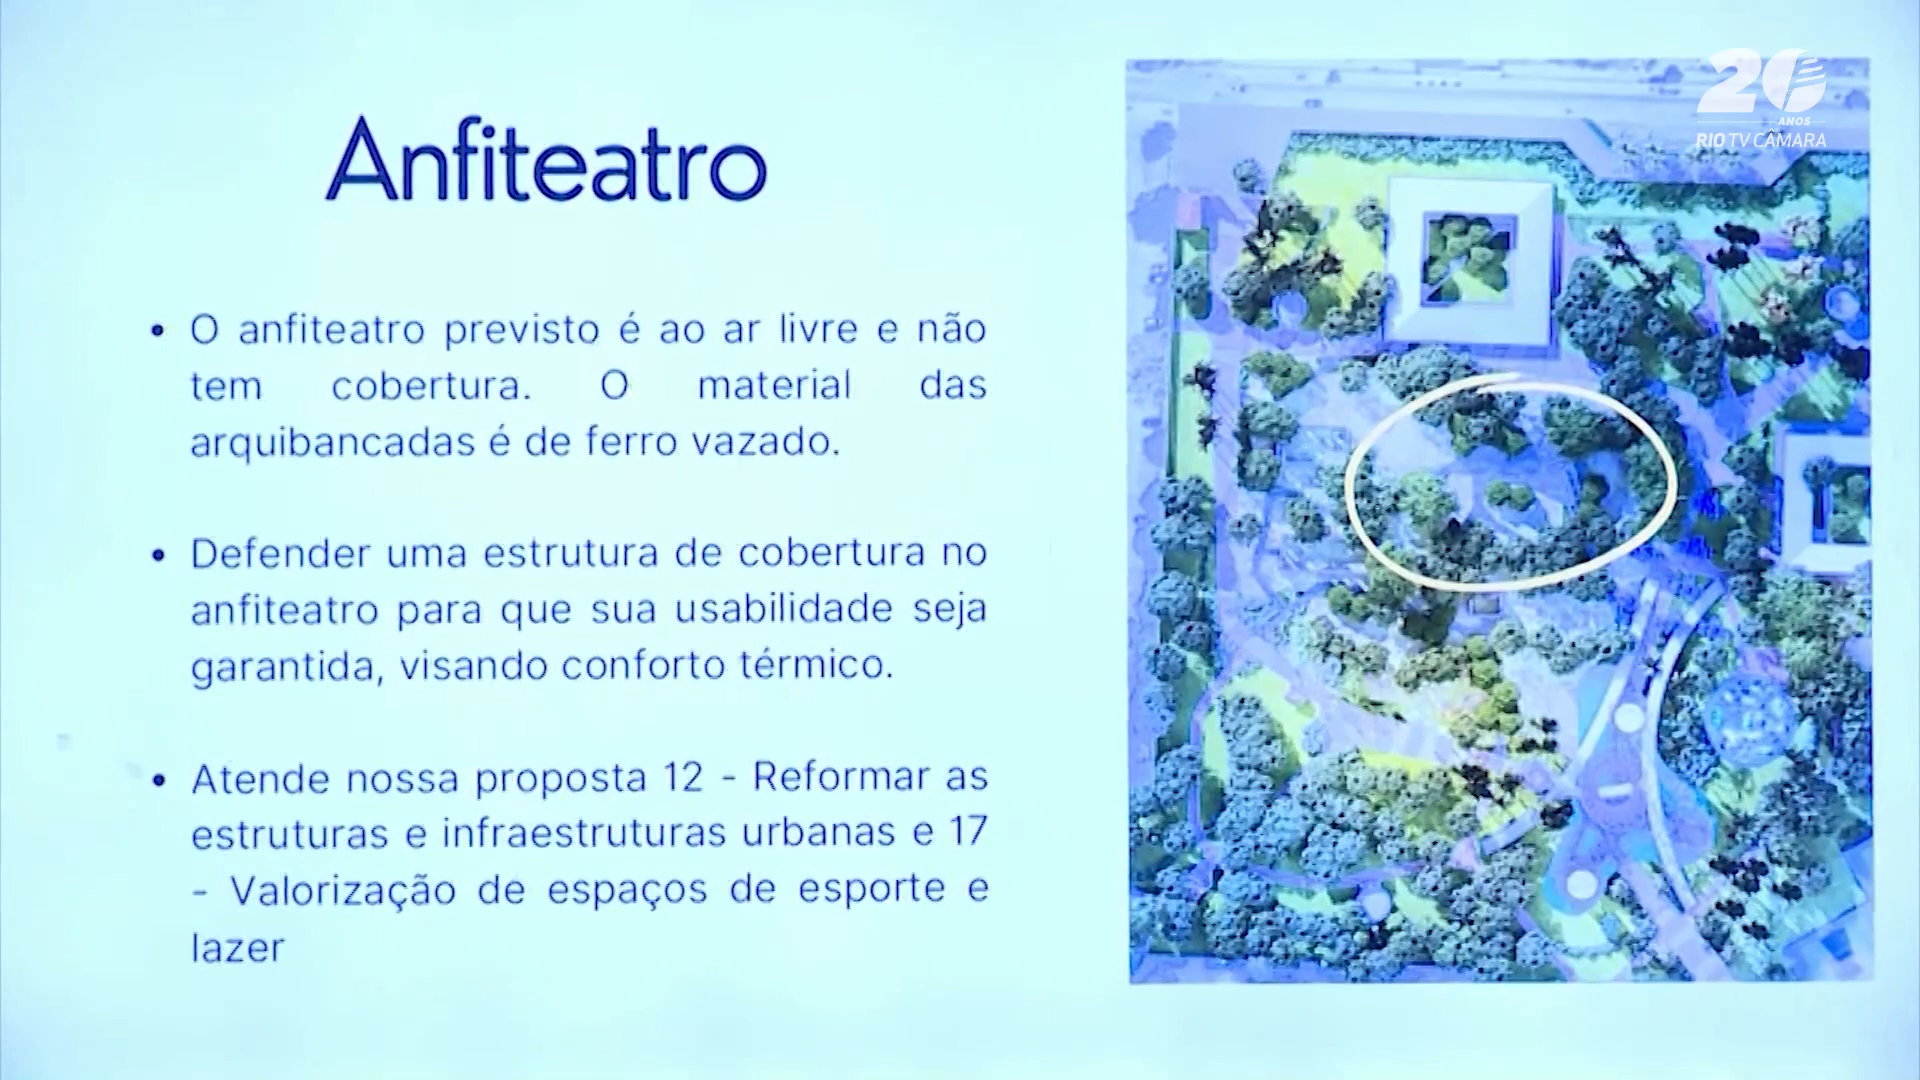 20
ANOS
RIO TV CÂMARA
Anfiteatro
• O anfiteatro previsto é ao ar livre e não
tem cobertura. O material das
arquibancadas é de ferro vazado.
• Defender uma estrutura de cobertura no
anfiteatro para que sua usabilidade seja
garantida, visando conforto térmico.
• Atende nossa proposta 12 - Reformar as
estruturas e infraestruturas urbanas e 17
- Valorização de espaços de esporte e
lazer